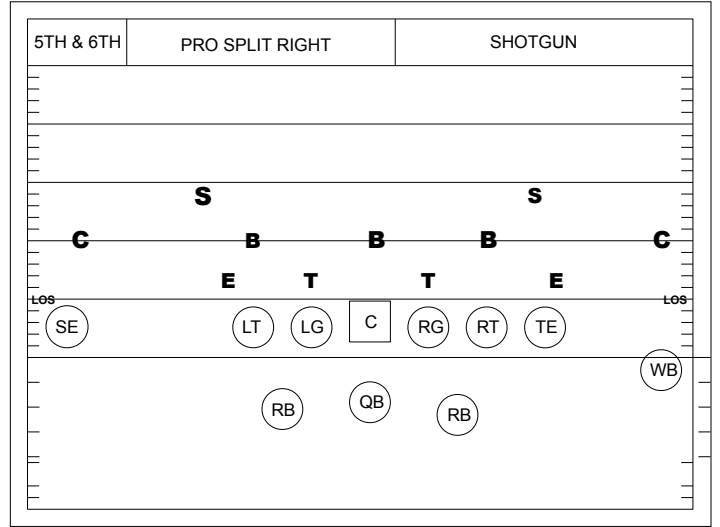 5TH & 6TH PRO SPLIT RIGHT SHOTGUN
S S
C B B B C
E T T E
LOS LOS
SE LT LG C RG RT TE
WB
RB QB RB